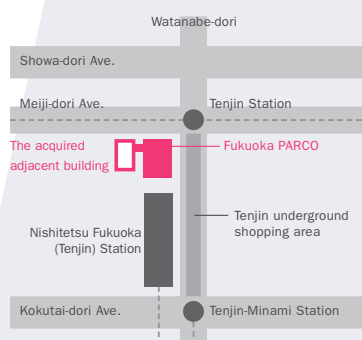 Watanabe-dori
Showa-dori Ave.
Meiji-dori Ave.
Tenjin Station
The acquired
adjacent building
Fukuoka PARCO
Tenjin underground
shopping area
Nishitetsu Fukuoka
(Tenjin) Station
Kokutai-dori Ave.
Tenjin-Minami Station